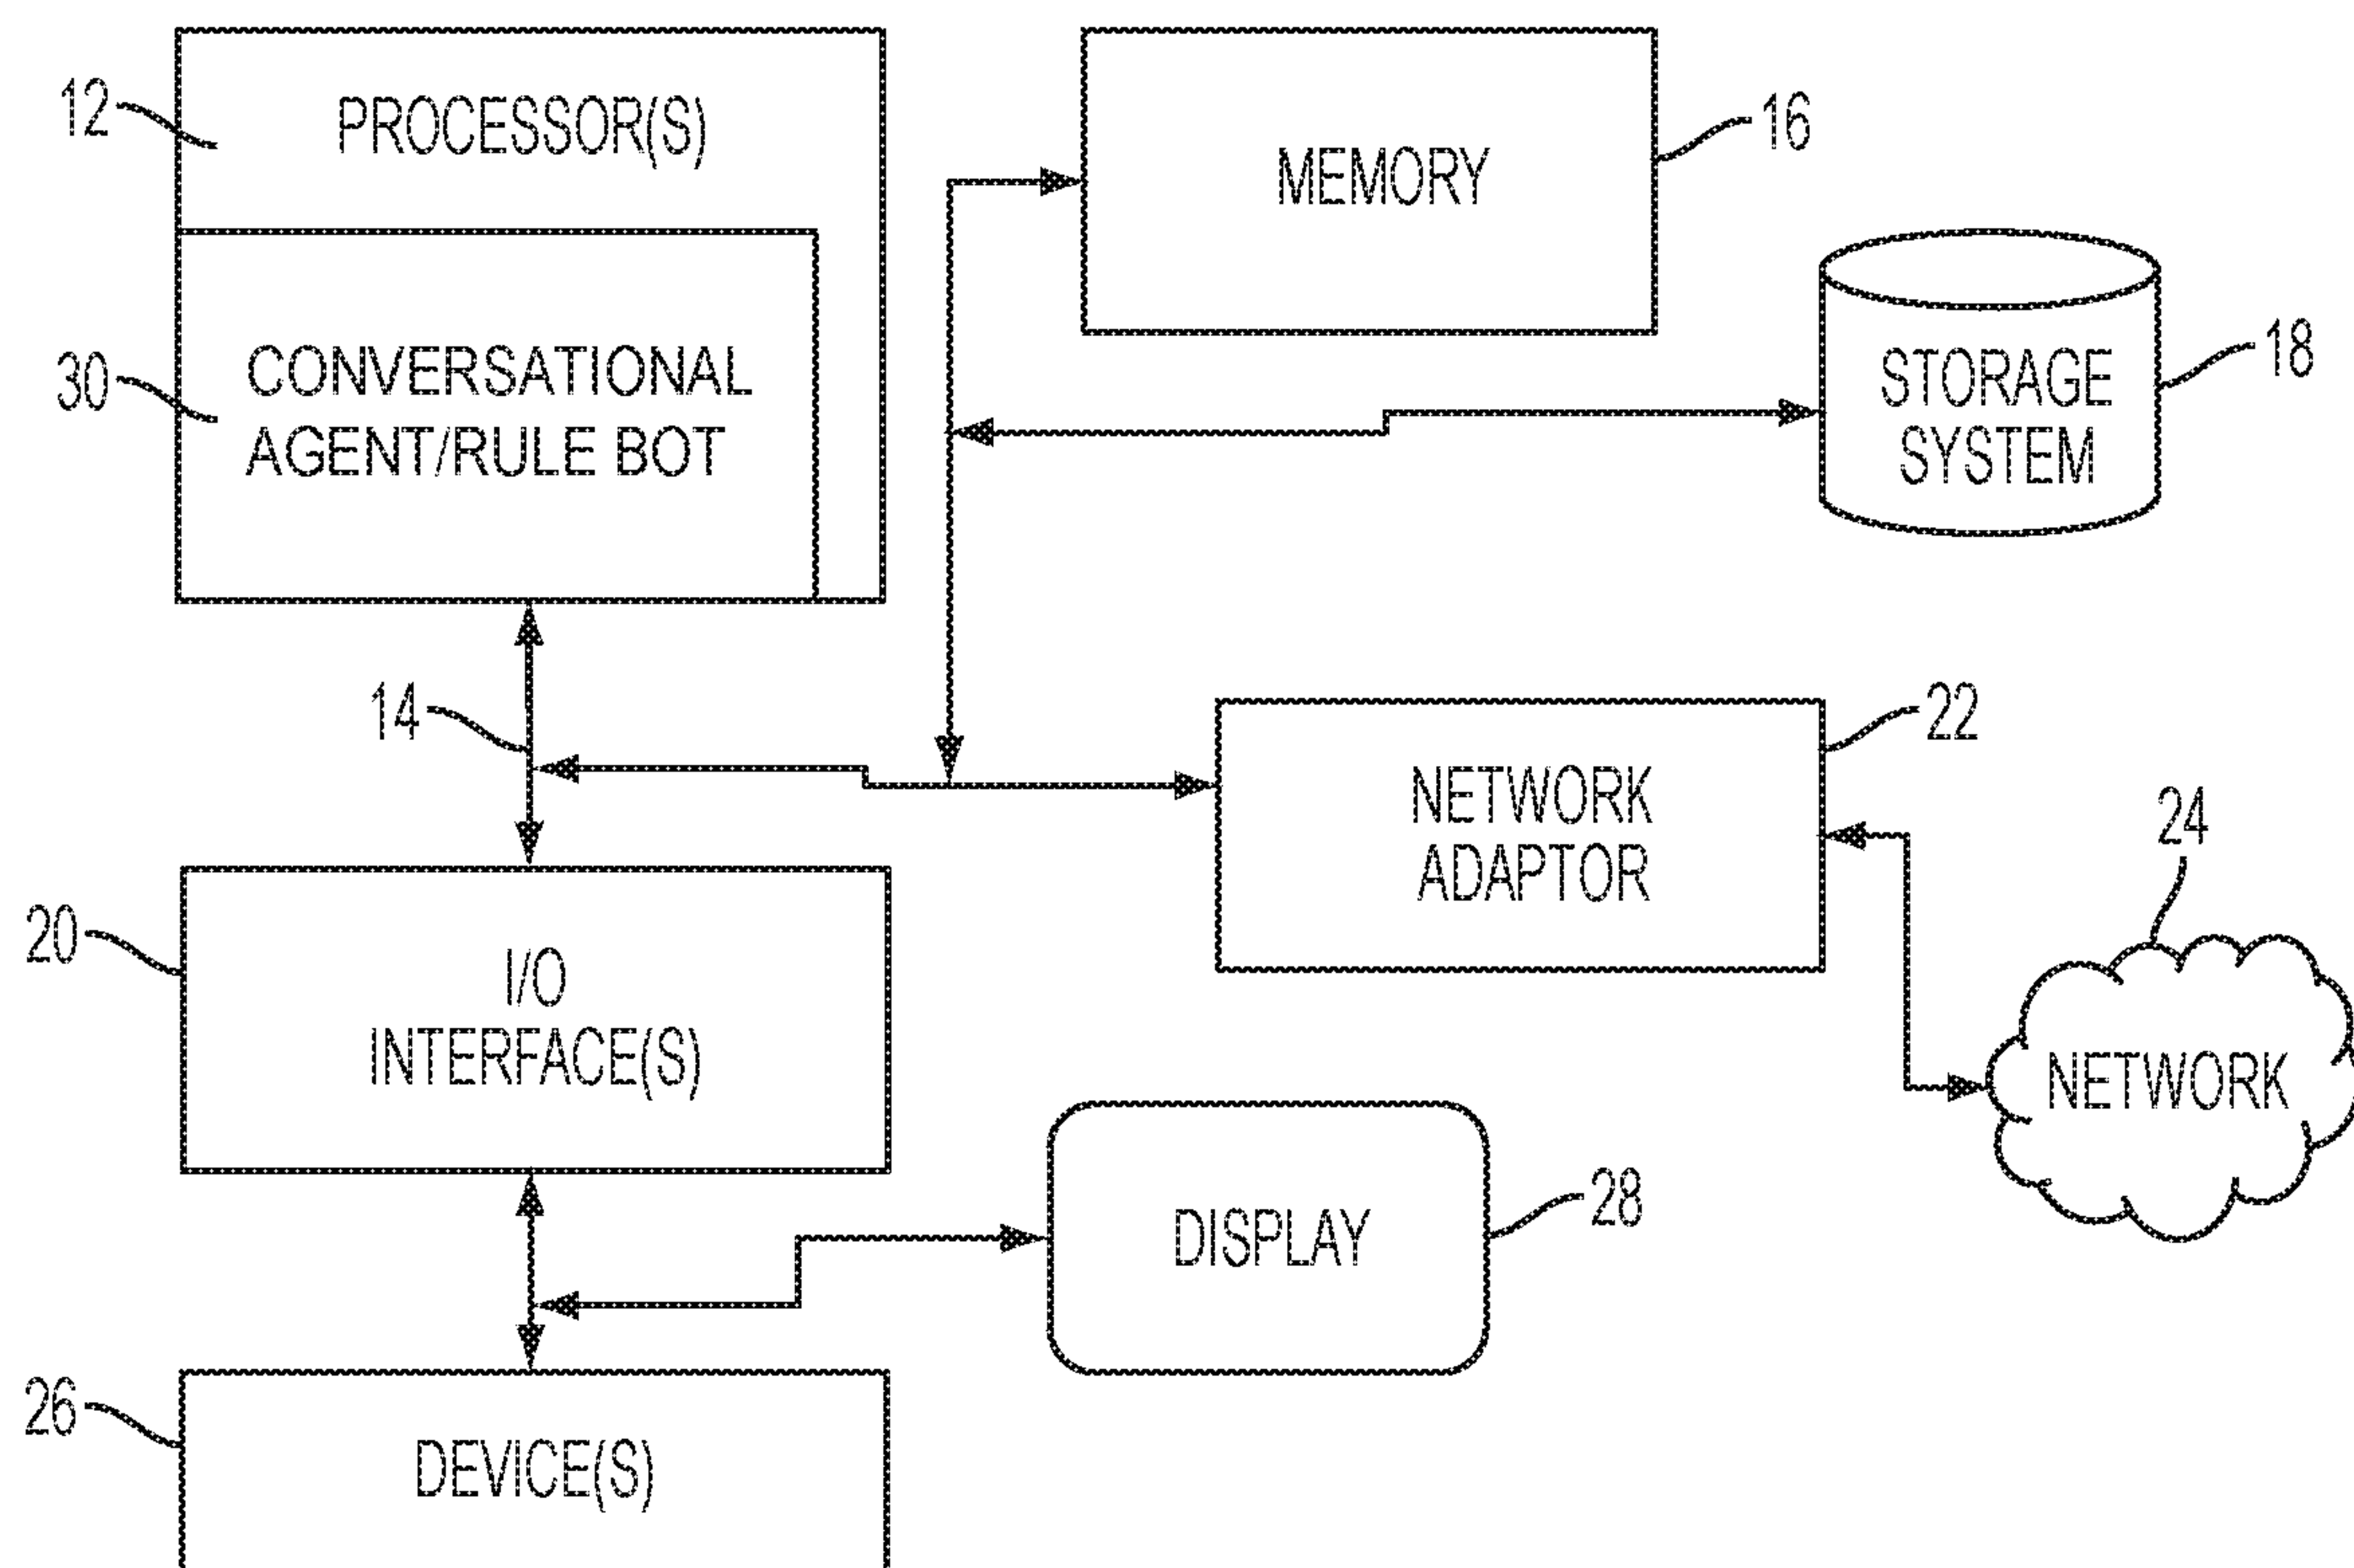 12
PROCESSOR(S)
30
CONVERSATIONAL
AGENT/RULE BOT
MEMORY
16
STORAGE
SYSTEM
18
14
NETWORK
ADAPTOR
22
24
NETWORK
20
I/O
INTERFACE(S)
DISPLAY
28
26
DEVICE(S)